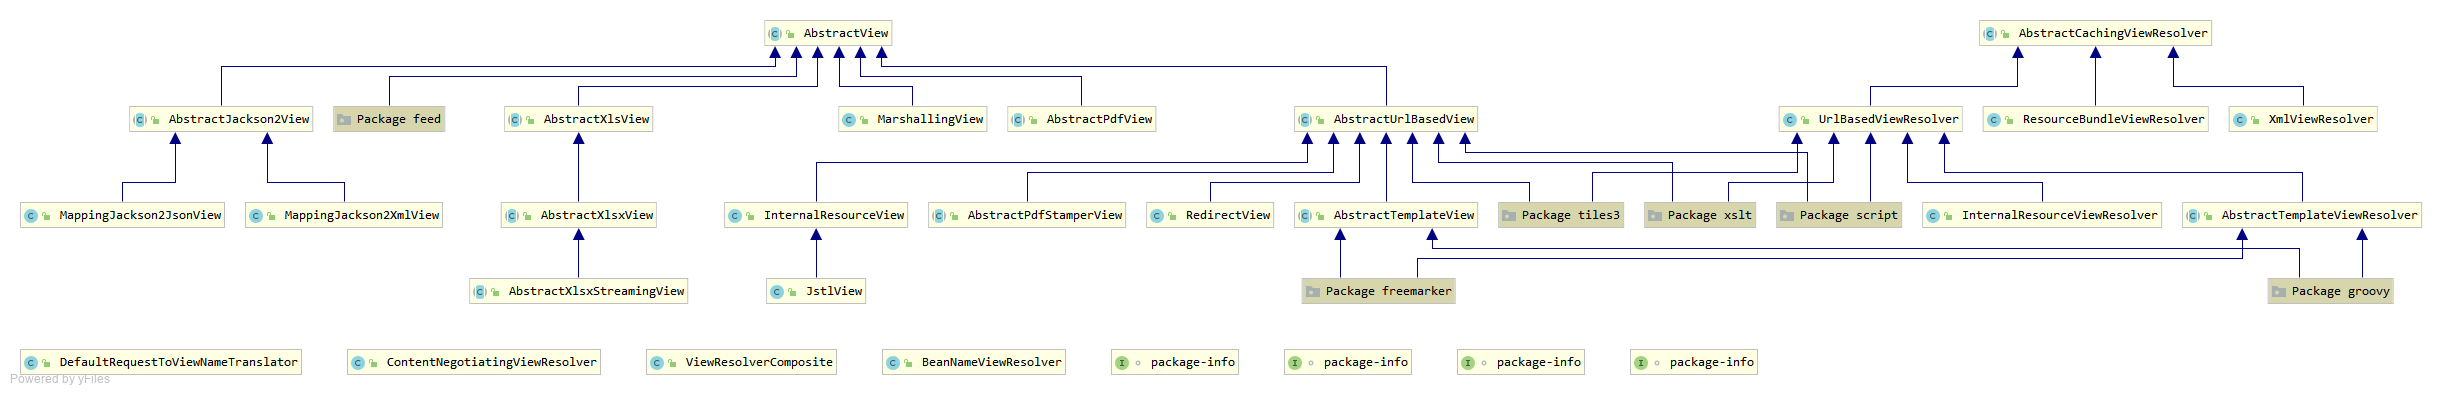 AbstractView
AbstractCachingViewResolver
AbstractJackson2View
Package feed
AbstractXlsView
MarshallingView
AbstractPdfView
AbstractUrlBasedView
UrlBasedViewResolver
ResourceBundleViewResolver
XmlViewResolver
MappingJackson2JsonView
MappingJackson2XmlView
AbstractXlsxView
InternalResourceView
AbstractPdfStamperView
RedirectView
AbstractTemplateView
Package tiles3
Package xslt
Package script
InternalResourceViewResolver
AbstractTemplateViewResolver
AbstractXlsxStreamingView
JstlView
Package freemarker
Package groovy
DefaultRequestToViewNameTranslator
ContentNegotiatingViewResolver
ViewResolverComposite
BeanNameViewResolver
package-info
package-info
package-info
package-info
Powered by yFiles